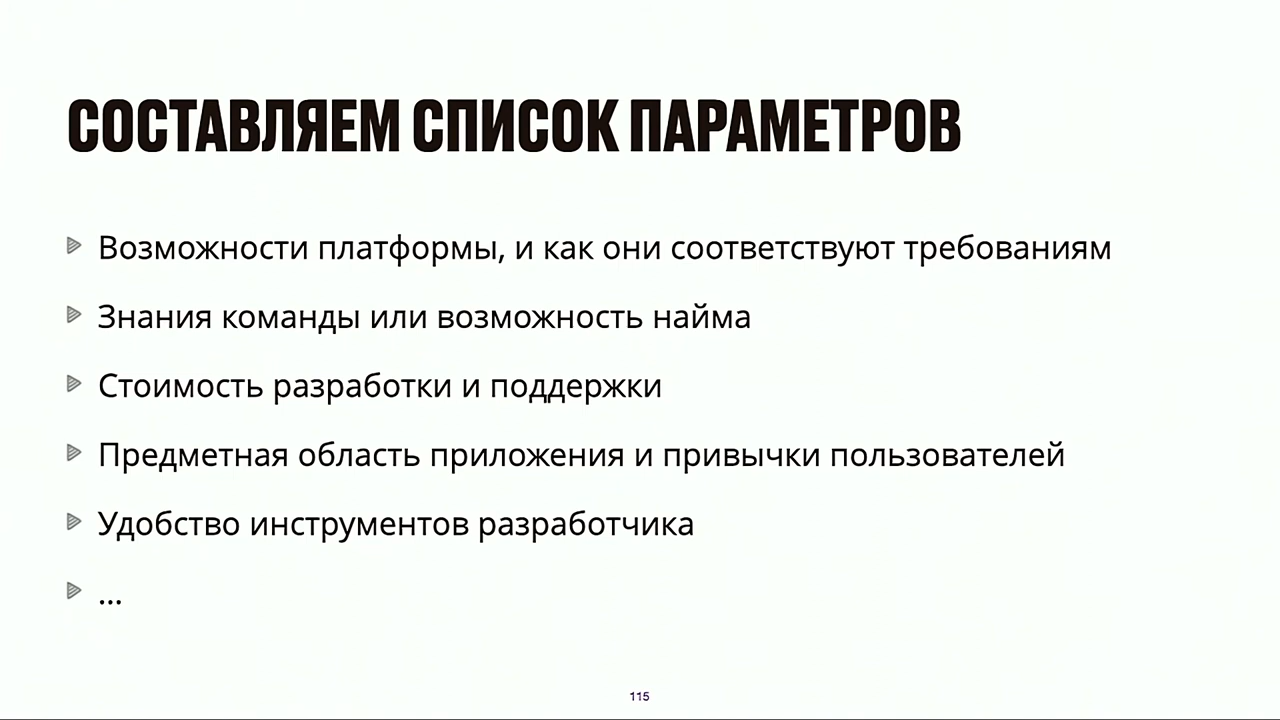 СОСТАВЛЯЕМ СПИСОК ПАРАМЕТРОВ
Возможности платформы, и как они соответствуют требованиям
Знания команды или возможность найма
Стоимость разработки и поддержки
Предметная область приложения и привычки пользователей
Удобство инструментов разработчика
...
115